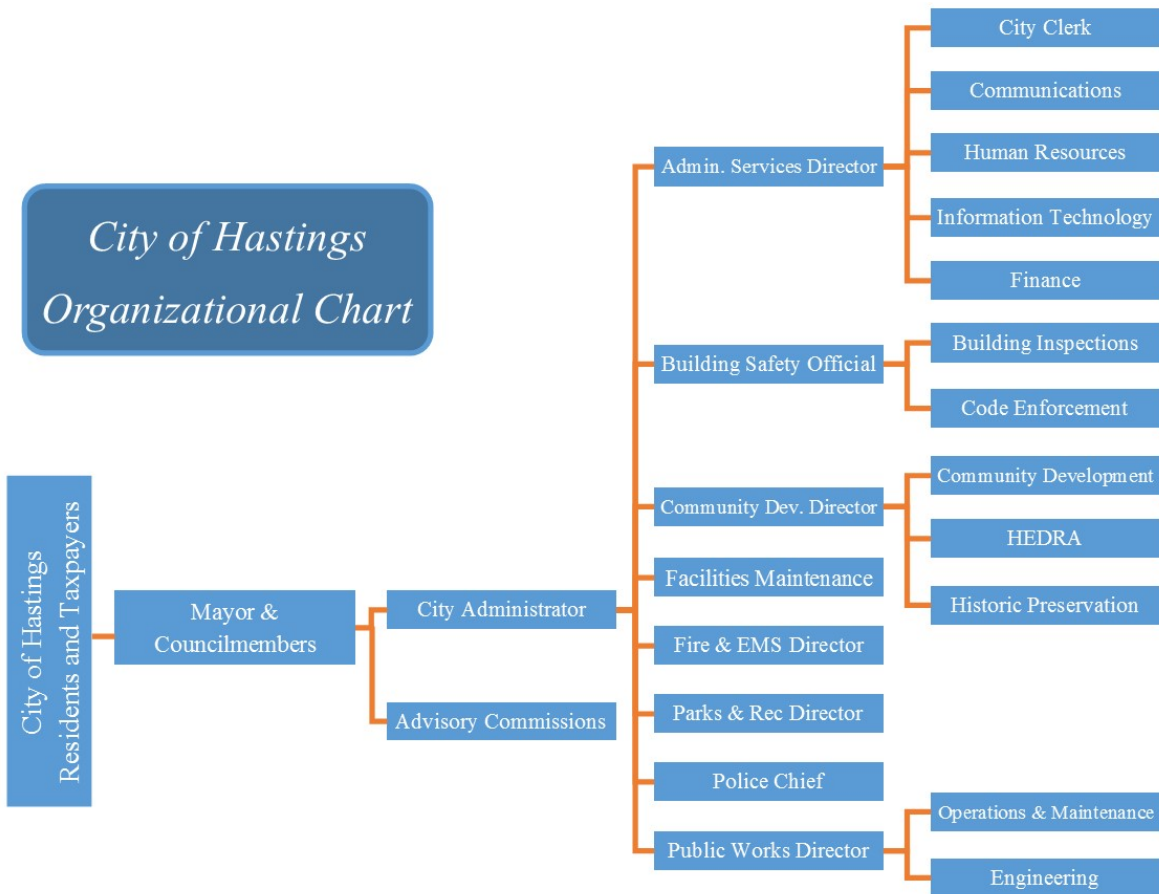 City of Hastings
Organizational Chart
City of Hastings
Residents and Taxpayers
Mayor &
Councilmembers
City Administrator
Advisory Commissions
Admin. Services Director
City Clerk
Communications
Human Resources
Information Technology
Finance
Building Safety Official
Building Inspections
Code Enforcement
Community Dev. Director
Community Development
HEDRA
Historic Preservation
Facilities Maintenance
Fire & EMS Director
Parks & Rec Director
Police Chief
Public Works Director
Operations & Maintenance
Engineering